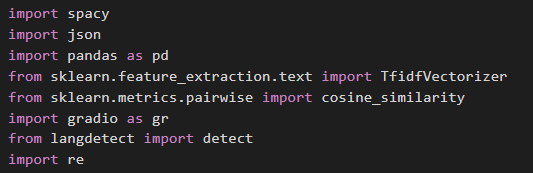 import spacy
import json
import pandas as pd
from sklearn.feature_extraction.text import TfidfVectorizer
from sklearn.metrics.pairwise import cosine_similarity
import gradio as gr
from langdetect import detect
import re